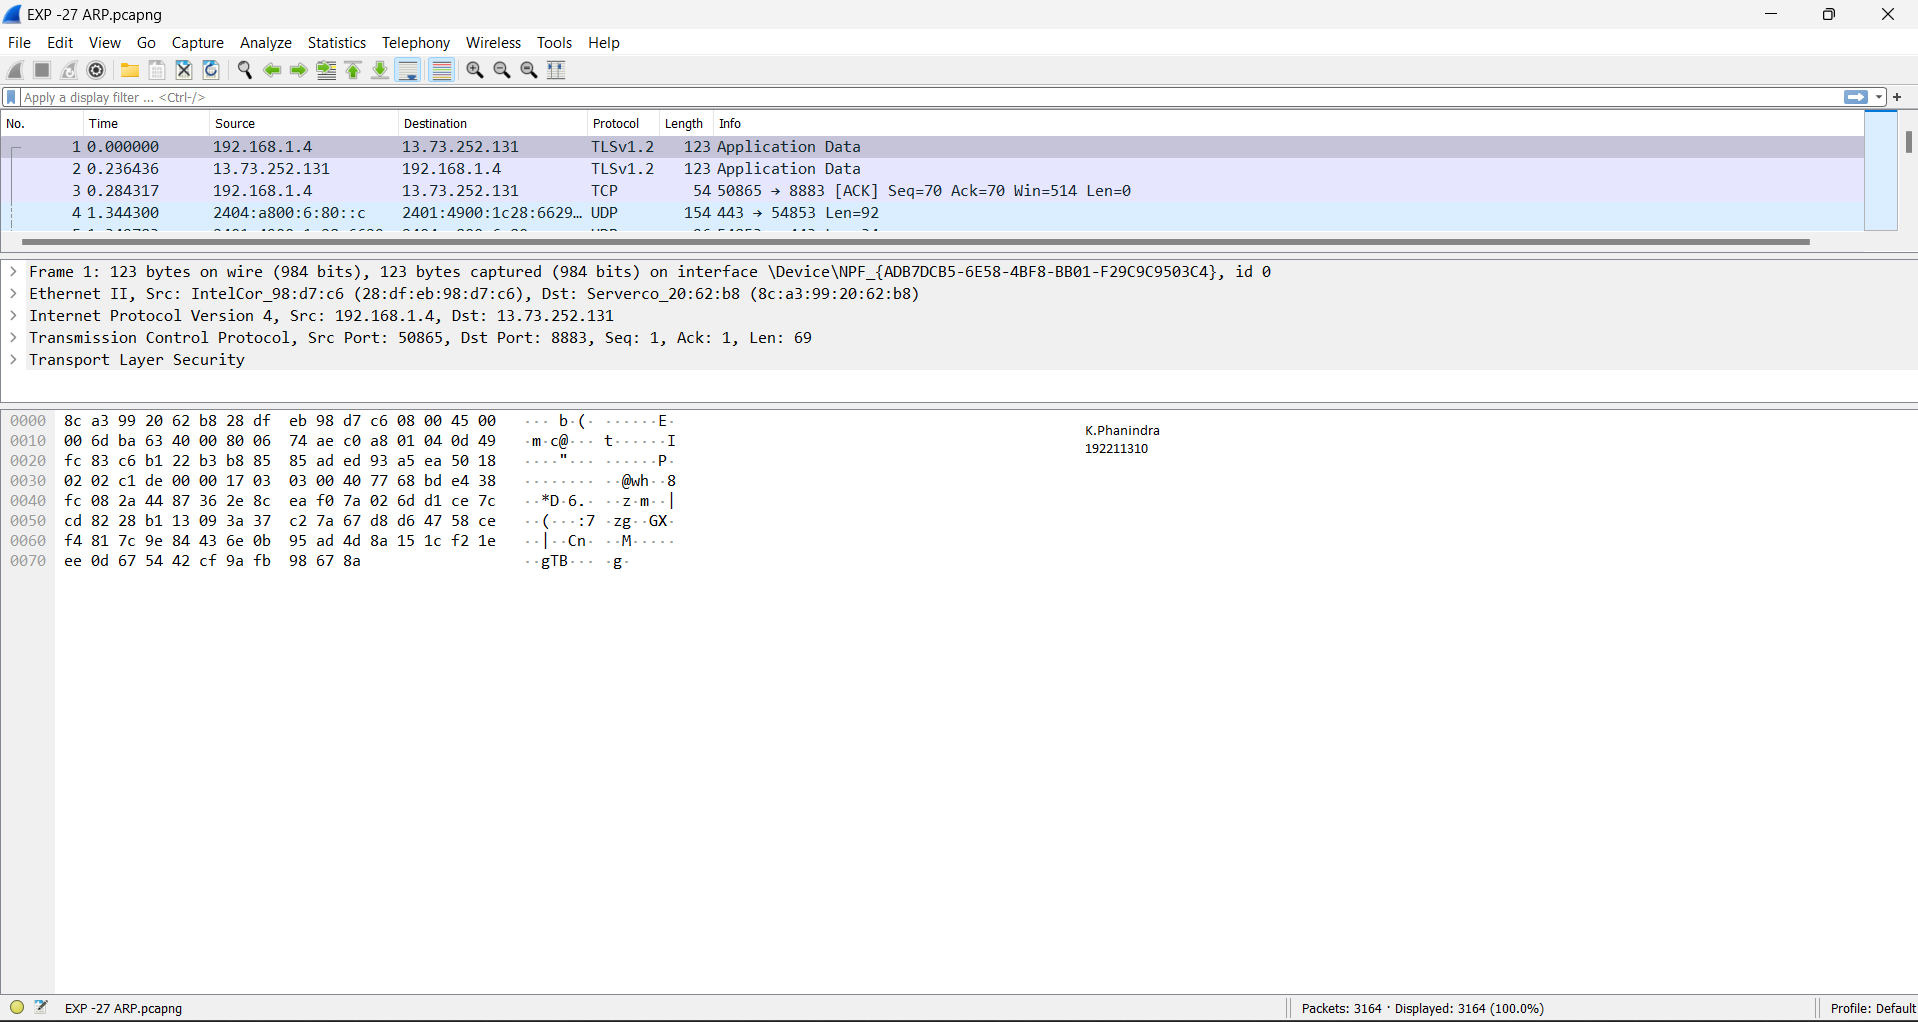 EXP -27 ARP.pcapng
File Edit View Go Capture Analyze Statistics Telephony Wireless Tools Help
Apply a display filter ... <Ctrl-/>
No. Time Source Destination Protocol Length Info
1 0.000000 192.168.1.4 13.73.252.131 TLSv1.2 123 Application Data
2 0.236436 13.73.252.131 192.168.1.4 TLSv1.2 123 Application Data
3 0.284317 192.168.1.4 13.73.252.131 TCP 54 50865 → 8883 [ACK] Seq=70 Ack=70 Win=514 Len=0
4 1.344300 2404:a800:6:80::c 2401:4900:1c28:6629… UDP 154 443 → 54853 Len=92
Frame 1: 123 bytes on wire (984 bits), 123 bytes captured (984 bits) on interface \Device\NPF_{ADB7DCB5-6E58-4BF8-BB01-F29C9C9503C4}, id 0
Ethernet II, Src: IntelCor_98:d7:c6 (28:df:eb:98:d7:c6), Dst: Serverco_20:62:b8 (8c:a3:99:20:62:b8)
Internet Protocol Version 4, Src: 192.168.1.4, Dst: 13.73.252.131
Transmission Control Protocol, Src Port: 50865, Dst Port: 8883, Seq: 1, Ack: 1, Len: 69
Transport Layer Security
0000 8c a3 99 20 62 b8 28 df eb 98 d7 c6 08 00 45 00 ··· b·(· ······E·
0010 00 6d ba 63 40 00 80 06 74 ae c0 a8 01 04 0d 49 ·m·c@··· t······I
0020 fc 83 c6 b1 22 b3 b8 85 85 ad ed 93 a5 ea 50 18 ····"··· ······P·
0030 02 02 c1 de 00 00 17 03 03 00 40 77 68 bd e4 38 ········ ··@wh··8
0040 fc 08 2a 44 87 36 2e 8c ea f0 7a 02 6d d1 ce 7c ··*D·6.· ··z·m··|
0050 cd 82 28 b1 13 09 3a 37 c2 7a 67 d8 d6 47 58 ce ··(···:7 ·zg··GX·
0060 f4 81 7c 9e 84 43 6e 0b 95 ad 4d 8a 15 1c f2 1e ··|··Cn· ··M·····
0070 ee 0d 67 54 42 cf 9a fb 98 67 8a ··gTB··· ·g·
K.Phanindra
192211310
EXP -27 ARP.pcapng
Packets: 3164 · Displayed: 3164 (100.0%)
Profile: Default